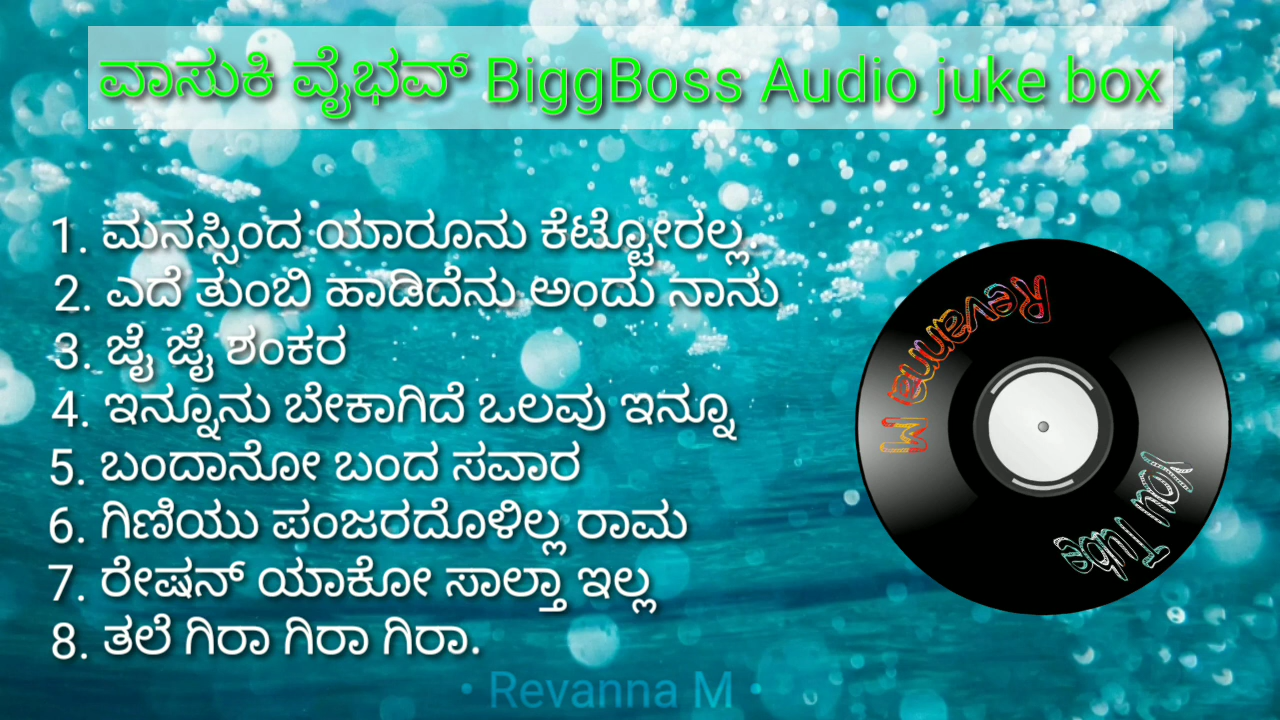 ವಾಸುಕಿ ವೈಭವ್ BiggBoss Audio juke box
1. ಮನಸ್ಸಿಂದ ಯಾರೂನು ಕೆಟ್ಟೋರಲ್ಲ.
2. ಎದೆ ತುಂಬಿ ಹಾಡಿದೆನು ಅಂದು ನಾನು
3. ಜೈ ಜೈ ಶಂಕರ
4. ಇನ್ನೂನು ಬೇಕಾಗಿದೆ ಒಲವು ಇನ್ನೂ
5. ಬಂದಾನೋ ಬಂದ ಸವಾರ
6. ಗಿಣಿಯು ಪಂಜರದೊಳಿಲ್ಲ ರಾಮ
7. ರೇಷನ್ ಯಾಕೋ ಸಾಲ್ತಾ ಇಲ್ಲ
8. ತಲೆ ಗಿರಾ ಗಿರಾ ಗಿರಾ.
Revanna M
You Tube
• Revanna M •